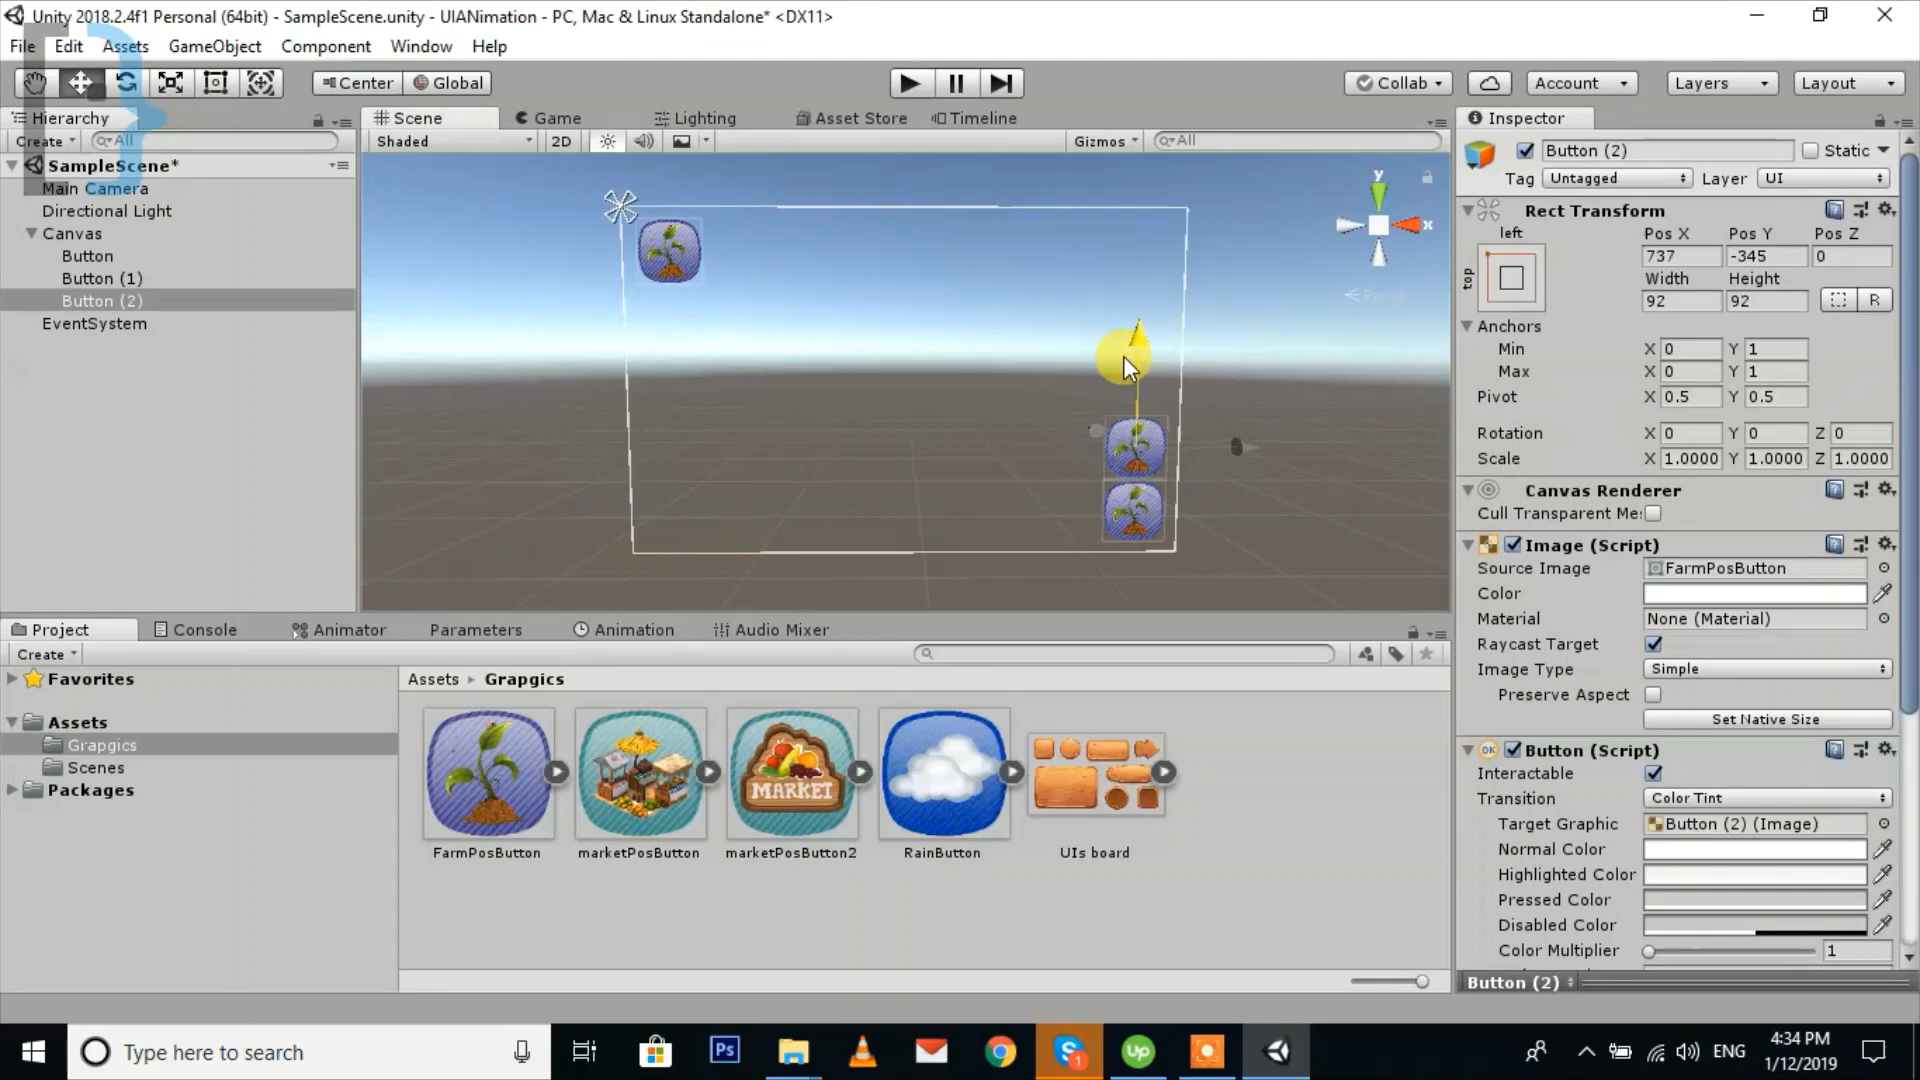 Unity 2018.2.4f1 Personal (64bit) - SampleScene.unity - UIANimation - PC, Mac & Linux Standalone* <DX11>
File Edit Assets GameObject Component Window Help
Center Global Collab Account Layers Layout
Hierarchy Scene Game Lighting Asset Store Timeline Inspector
Create All Shaded 2D Gizmos All
SampleScene*
Main Camera
Directional Light
Canvas
Button
Button (1)
Button (2)
EventSystem
y
x
Persp
Button (2) Static
Tag Untagged Layer UI
Rect Transform
left Pos X Pos Y Pos Z
737 -345 0
top
Width Height
92 92 R
Anchors
Min X 0 Y 1
Max X 0 Y 1
Pivot X 0.5 Y 0.5
Rotation X 0 Y 0 Z 0
Scale X 1.0000 Y 1.0000 Z 1.0000
Canvas Renderer
Cull Transparent Me:
Image (Script)
Source Image FarmPosButton
Color
Material None (Material)
Raycast Target
Image Type Simple
Preserve Aspect
Set Native Size
OK Button (Script)
Interactable
Transition Color Tint
Target Graphic Button (2) (Image)
Normal Color
Highlighted Color
Pressed Color
Disabled Color
Color Multiplier 1
Button (2)
Project Console Animator Parameters Animation Audio Mixer
Create
Favorites
Assets
Grapgics
Scenes
Packages
Assets Grapgics
MARKET
FarmPosButton marketPosButton marketPosButton2 RainButton UIs board
Type here to search
Ps
S 1
up
ENG
4:34 PM
1/12/2019